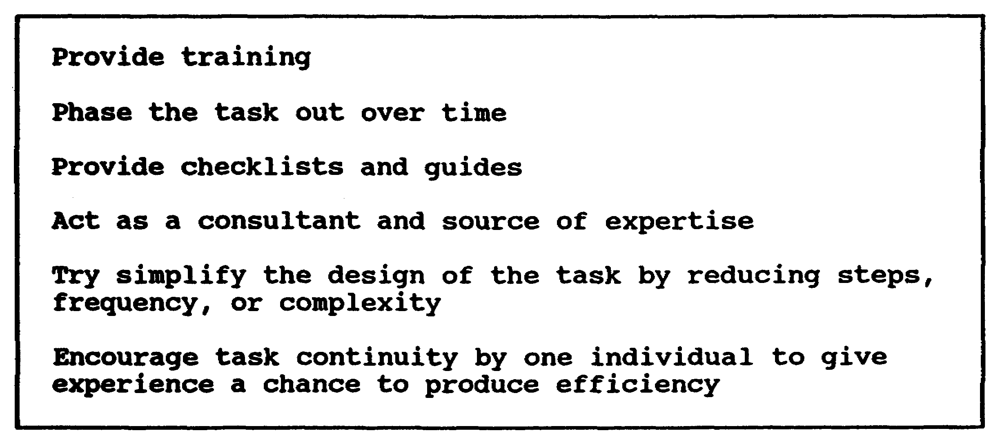 Provide training
Phase the task out over time
Provide checklists and guides
Act as a consultant and source of expertise
Try simplify the design of the task by reducing steps,
frequency, or complexity
Encourage task continuity by one individual to give
experience a chance to produce efficiency